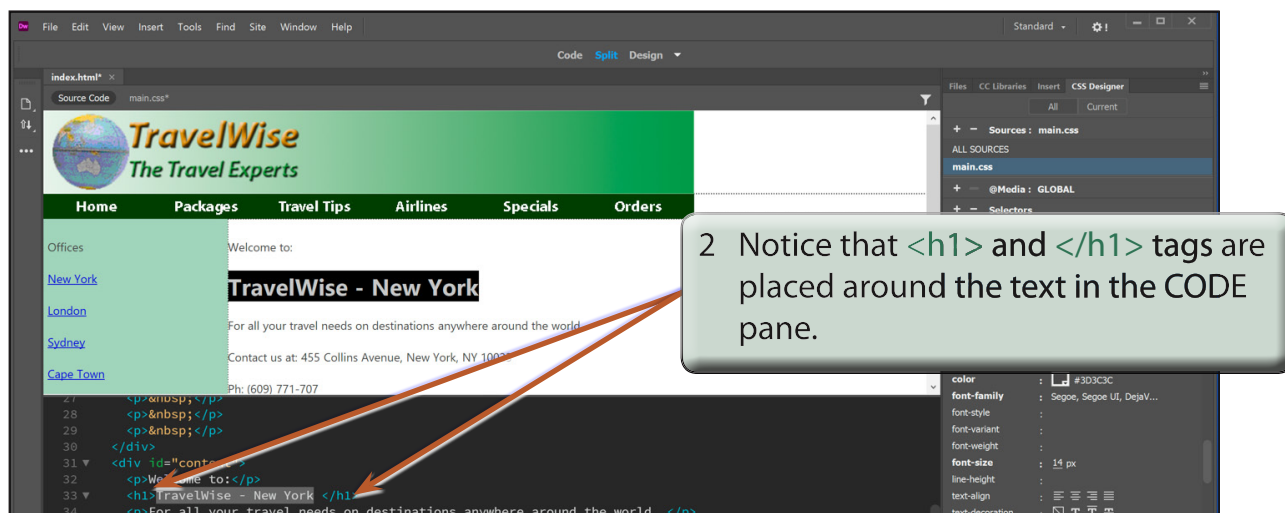 Dw File Edit View Insert Tools Find Site Window Help Standard
Code Split Design
index.html* ×
Source Code main.css*
Files CC Libraries Insert CSS Designer
All Current
+ − Sources : main.css
ALL SOURCES
main.css
+ − @Media : GLOBAL
+ − Selectors
TravelWise
The Travel Experts
Home Packages Travel Tips Airlines Specials Orders
Offices
New York
London
Sydney
Cape Town
Welcome to:
TravelWise - New York
For all your travel needs on destinations anywhere around the world
Contact us at: 455 Collins Avenue, New York, NY
Ph: (609) 771-707
2 Notice that <h1> and </h1> tags are
placed around the text in the CODE
pane.
color : #3D3C3C
font-family : Segoe, Segoe UI, DejaV...
font-style :
font-variant :
font-weight :
font-size : 14 px
line-height :
text-align :
text-decoration :
27 <p>&nbsp;</p>
28 <p>&nbsp;</p>
29 <p>&nbsp;</p>
30 </div>
31 <div id="content">
32 <p>Welcome to:</p>
33 <h1>TravelWise - New York </h1>
34 <p>For all your travel needs on destinations anywhere around the world. </p>